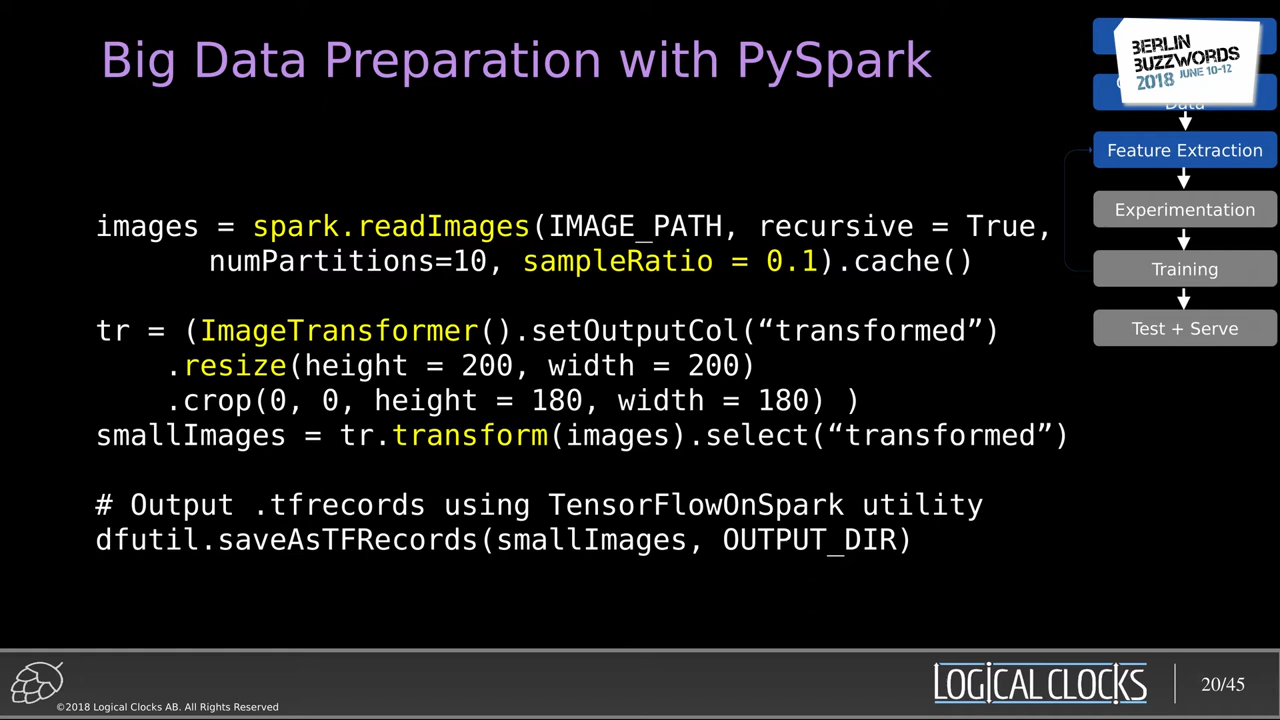 Big Data Preparation with PySpark
BERLIN
BUZZWORDS
2018 JUNE 10-12
Data
Feature Extraction
Experimentation
Training
Test + Serve
images = spark.readImages(IMAGE_PATH, recursive = True,
numPartitions=10, sampleRatio = 0.1).cache()
tr = (ImageTransformer().setOutputCol(“transformed”)
.resize(height = 200, width = 200)
.crop(0, 0, height = 180, width = 180) )
smallImages = tr.transform(images).select(“transformed”)
# Output .tfrecords using TensorFlowOnSpark utility
dfutil.saveAsTFRecords(smallImages, OUTPUT_DIR)
©2018 Logical Clocks AB. All Rights Reserved
LOGICAL CLOCKS
20/45